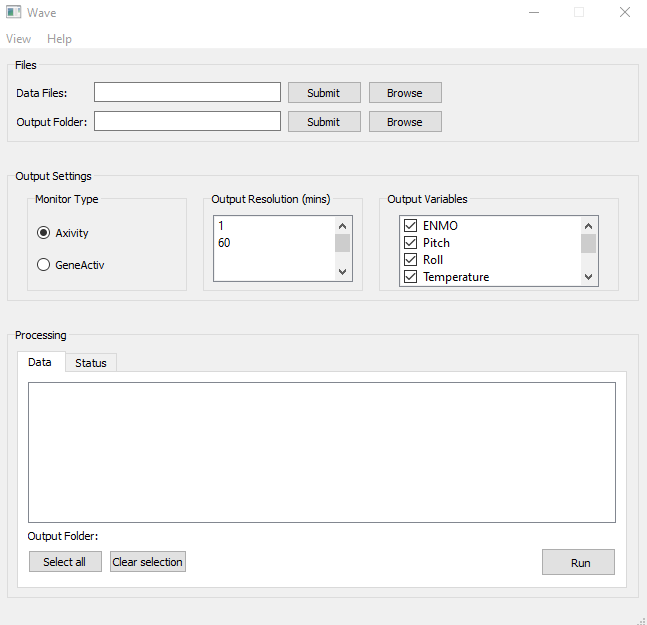 Wave
View Help
Files
Data Files: Submit Browse
Output Folder: Submit Browse
Output Settings
Monitor Type Output Resolution (mins) Output Variables
1 ENMO
Axivity 60 Pitch
Roll
GeneActiv Temperature
Processing
Data Status
Output Folder:
Select all Clear selection Run